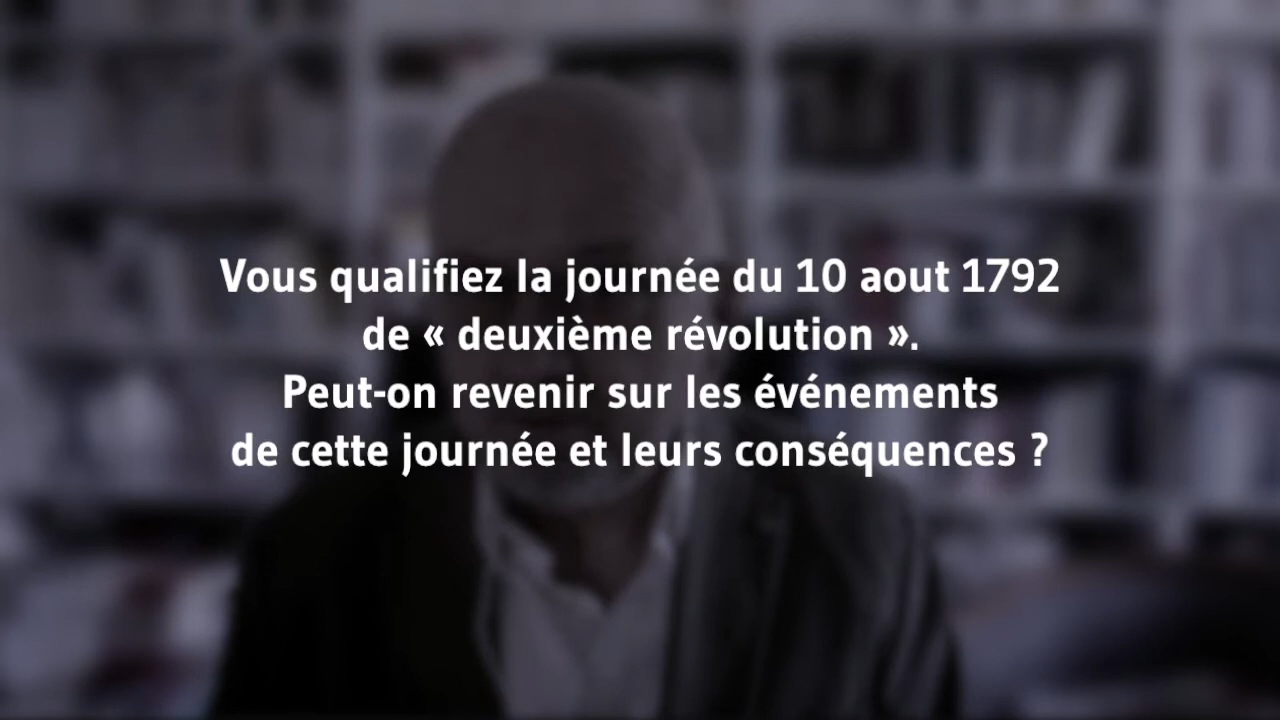 Vous qualifiez la journée du 10 aout 1792
de « deuxième révolution ».
Peut-on revenir sur les événements
de cette journée et leurs conséquences ?